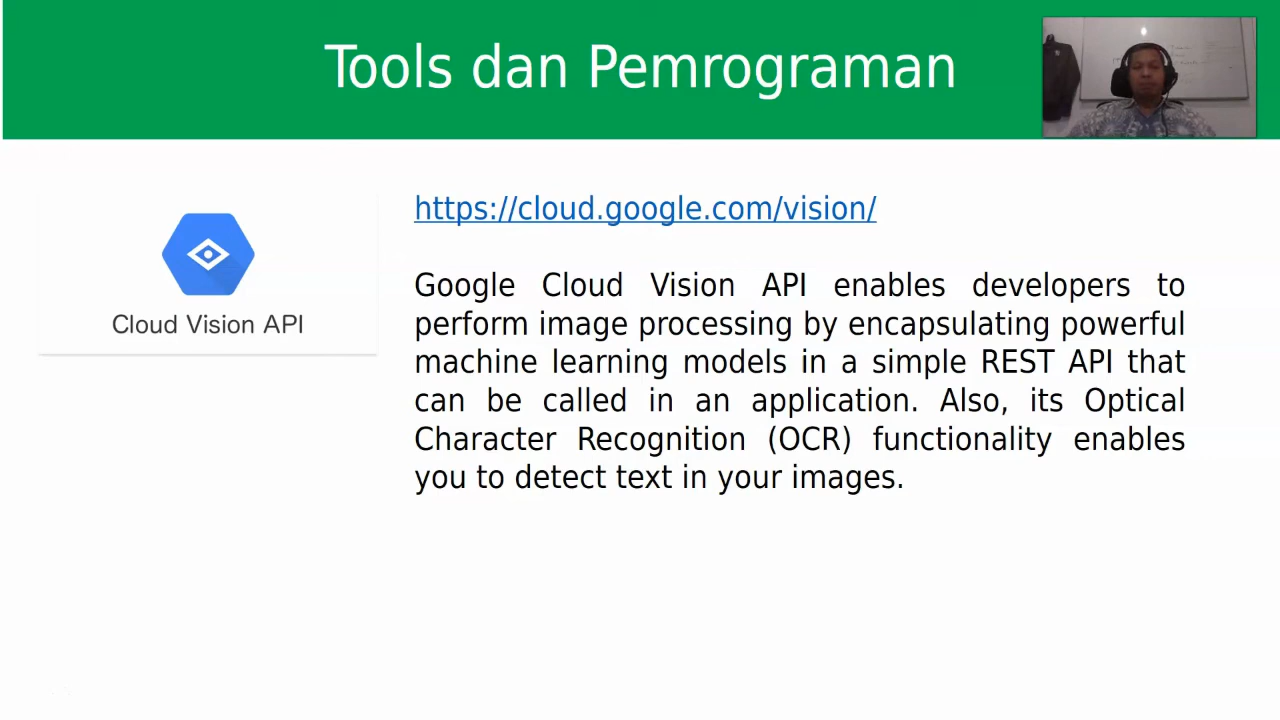 Tools dan Pemrograman
https://cloud.google.com/vision/
Cloud Vision API
Google Cloud Vision API enables developers to
perform image processing by encapsulating powerful
machine learning models in a simple REST API that
can be called in an application. Also, its Optical
Character Recognition (OCR) functionality enables
you to detect text in your images.